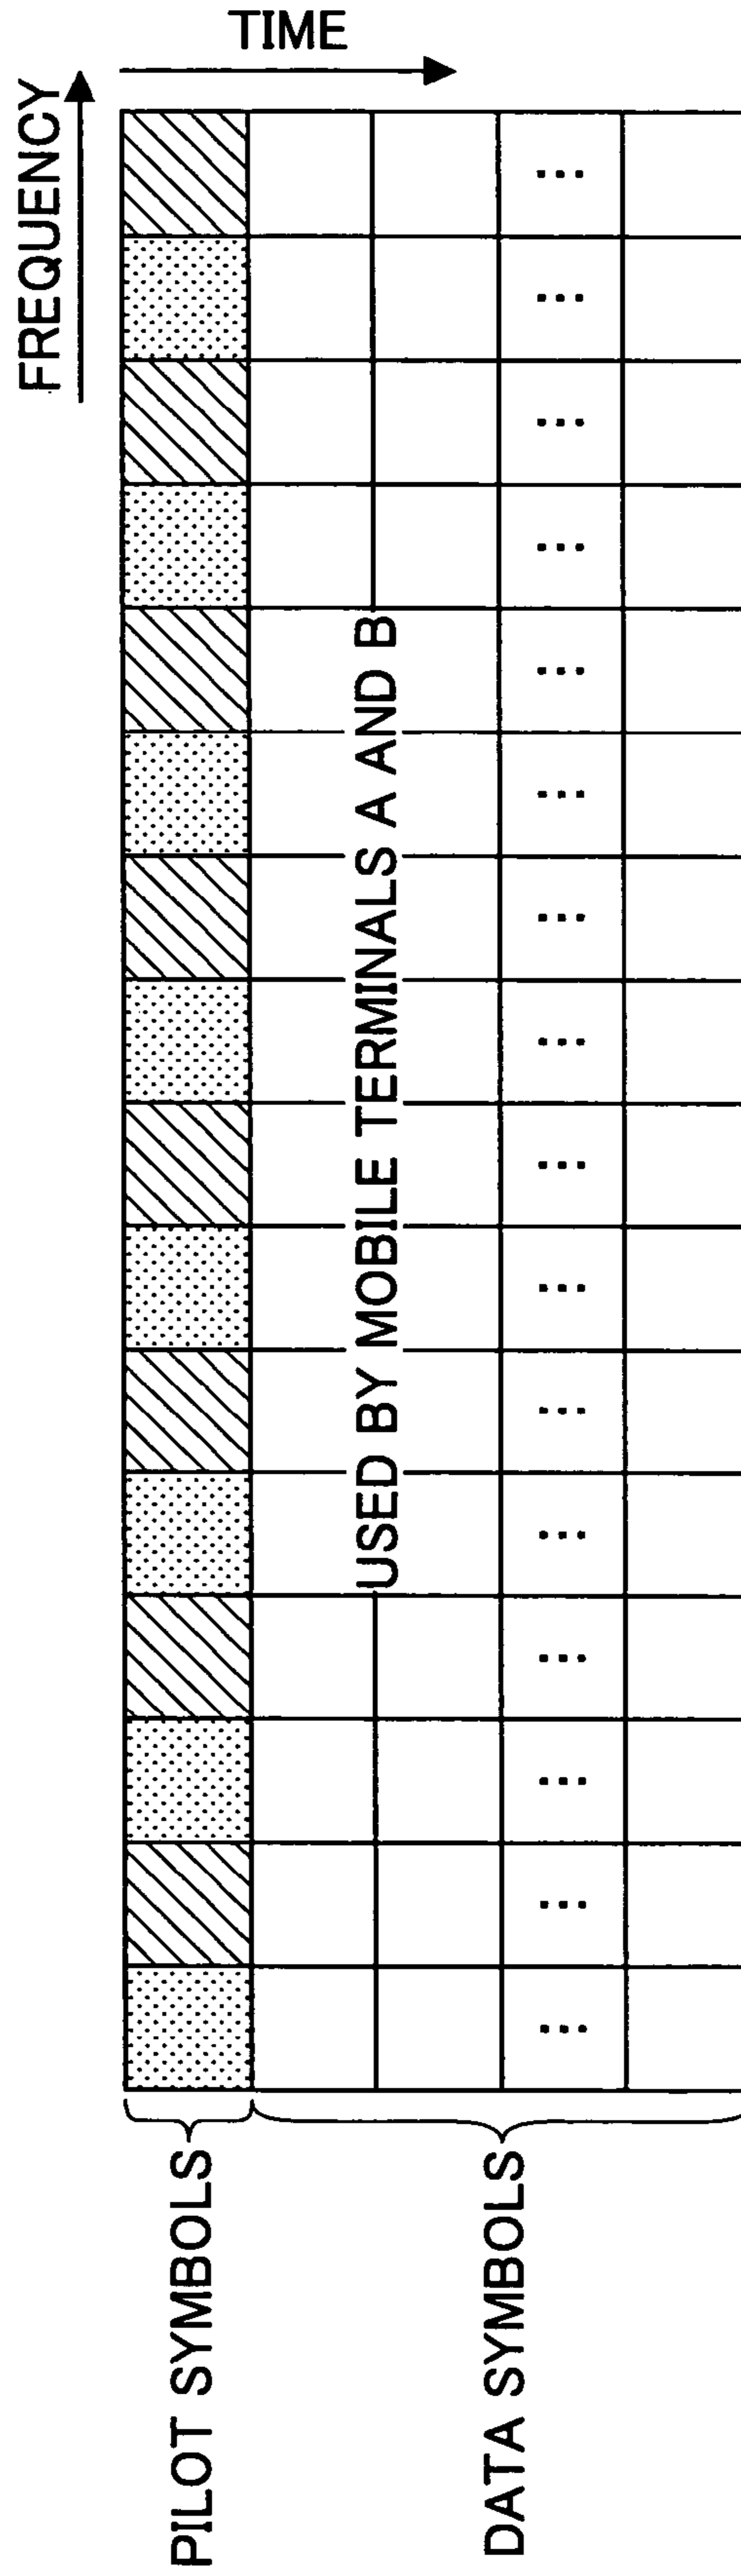 FREQUENCY
TIME
PILOT SYMBOLS
USED BY MOBILE TERMINALS A AND B
DATA SYMBOLS